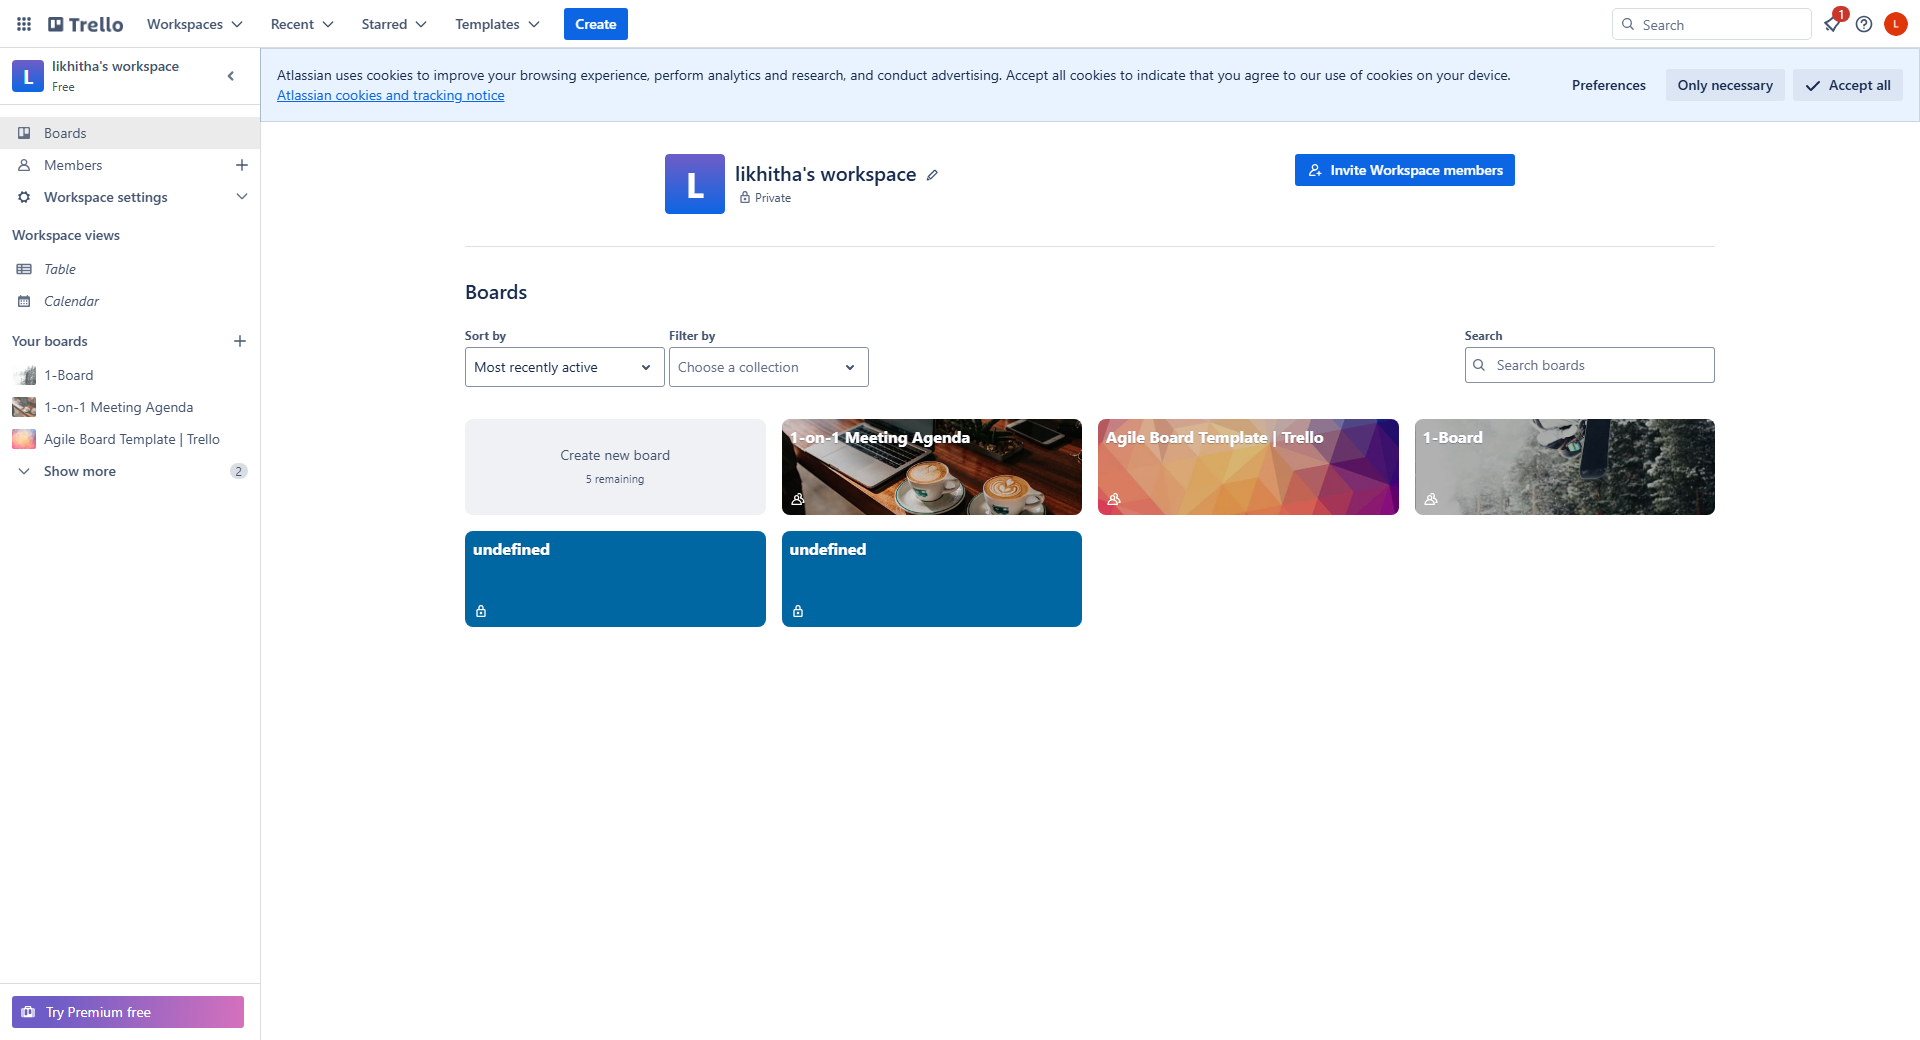 Trello
Workspaces
Recent
Starred
Templates
Create
Search
1
L
L
likhitha's workspace
Free
Atlassian uses cookies to improve your browsing experience, perform analytics and research, and conduct advertising. Accept all cookies to indicate that you agree to our use of cookies on your device.
Atlassian cookies and tracking notice
Preferences
Only necessary
Accept all
Boards
Members
Workspace settings
Workspace views
Table
Calendar
Your boards
1-Board
1-on-1 Meeting Agenda
Agile Board Template | Trello
Show more
2
Try Premium free
L
likhitha's workspace
Private
Invite Workspace members
Boards
Sort by
Most recently active
Filter by
Choose a collection
Search
Search boards
Create new board
5 remaining
1-on-1 Meeting Agenda
Agile Board Template | Trello
1-Board
undefined
undefined